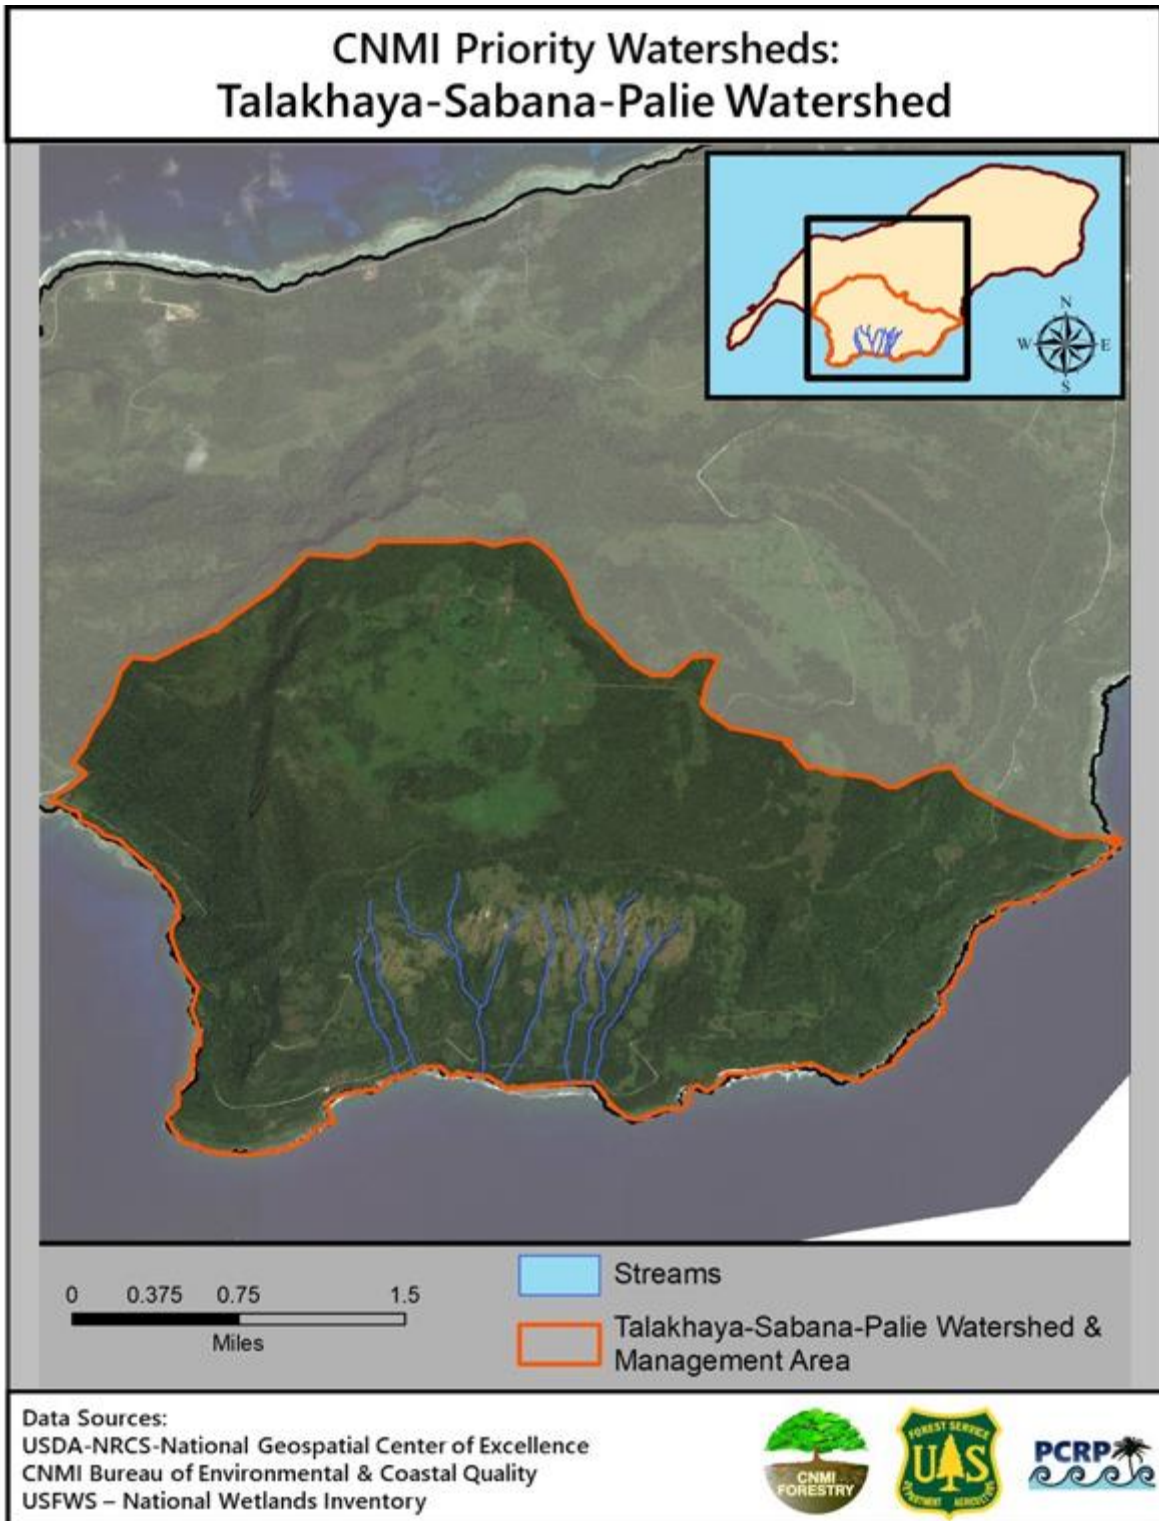 CNMI Priority Watersheds:
Talakhaya-Sabana-Palie Watershed
N
W
E
S
0 0.375 0.75 1.5
Miles
Streams
Talakhaya-Sabana-Palie Watershed &
Management Area
Data Sources:
USDA-NRCS-National Geospatial Center of Excellence
CNMI Bureau of Environmental & Coastal Quality
USFWS – National Wetlands Inventory
CNMI
FORESTRY
FOREST SERVICE
U S
DEPARTMENT AGRICULTURE
PCRP